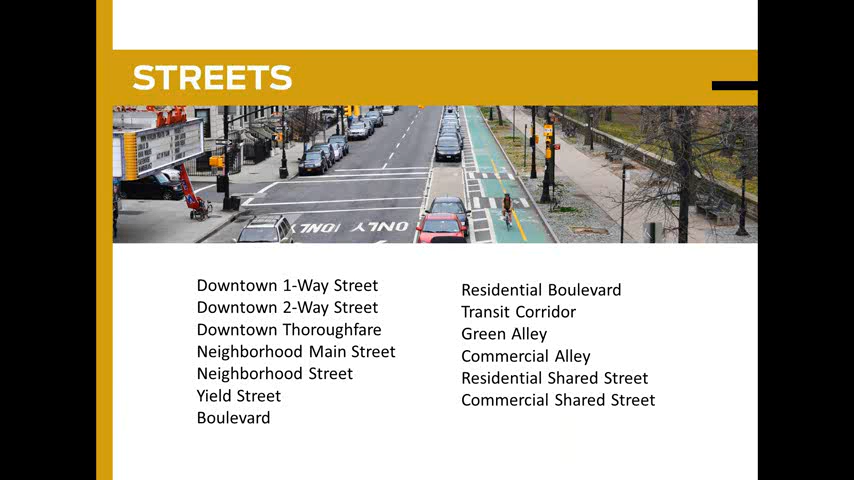 STREETS
ONLY
ONLY
Downtown 1-Way Street
Downtown 2-Way Street
Downtown Thoroughfare
Neighborhood Main Street
Neighborhood Street
Yield Street
Boulevard
Residential Boulevard
Transit Corridor
Green Alley
Commercial Alley
Residential Shared Street
Commercial Shared Street